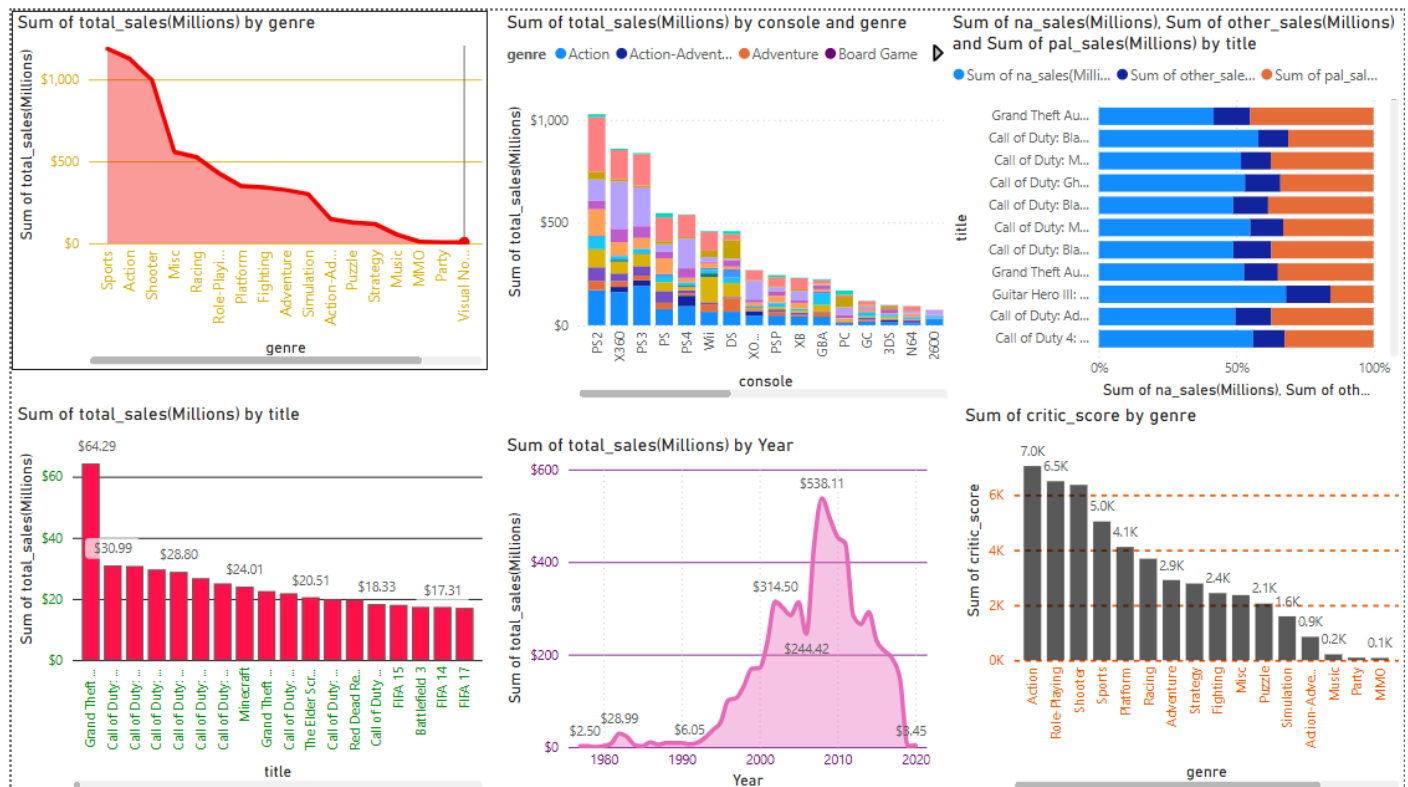 Sum of total_sales(Millions) by genre
Sum of total_sales(Millions)
$1,000
$500
$0
Sports
Action
Shooter
Misc
Racing
Role-Playi...
Platform
Fighting
Adventure
Simulation
Action-Ad...
Puzzle
Strategy
Music
MMO
Party
Visual No...
genre
Sum of total_sales(Millions) by console and genre
genre Action Action-Advent... Adventure Board Game
Sum of total_sales(Millions)
$1,000
$500
$0
PS2
X360
PS3
PS
PS4
Wii
DS
XO...
PSP
XB
GBA
PC
GC
3DS
N64
2600
console
Sum of na_sales(Millions), Sum of other_sales(Millions)
and Sum of pal_sales(Millions) by title
Sum of na_sales(Milli... Sum of other_sale... Sum of pal_sal...
title
Grand Theft Au...
Call of Duty: Bla...
Call of Duty: M...
Call of Duty: Gh...
Call of Duty: Bla...
Call of Duty: M...
Call of Duty: Bla...
Grand Theft Au...
Guitar Hero III: ...
Call of Duty: Ad...
Call of Duty 4: ...
0% 50% 100%
Sum of na_sales(Millions), Sum of oth...
Sum of total_sales(Millions) by title
Sum of total_sales(Millions)
$60
$40
$20
$0
$64.29
$30.99
$28.80
$24.01
$20.51
$18.33
$17.31
Grand Theft ...
Call of Duty: ...
Call of Duty: ...
Call of Duty: ...
Call of Duty: ...
Call of Duty: ...
Call of Duty: ...
Minecraft
Grand Theft ...
Call of Duty: ...
The Elder Scr...
Call of Duty: ...
Red Dead Re...
Call of Duty ...
FIFA 15
Battlefield 3
FIFA 14
FIFA 17
title
Sum of total_sales(Millions) by Year
Sum of total_sales(Millions)
$600
$400
$200
$0
$2.50
$28.99
$6.05
$314.50
$244.42
$538.11
$3.45
1980 1990 2000 2010 2020
Year
Sum of critic_score by genre
Sum of critic_score
6K
4K
2K
0K
7.0K
6.5K
5.0K
4.1K
2.9K
2.4K
2.1K
1.6K
0.9K
0.2K
0.1K
Action
Role-Playing
Shooter
Sports
Platform
Racing
Adventure
Strategy
Fighting
Misc
Puzzle
Simulation
Action-Adve...
Music
Party
MMO
genre